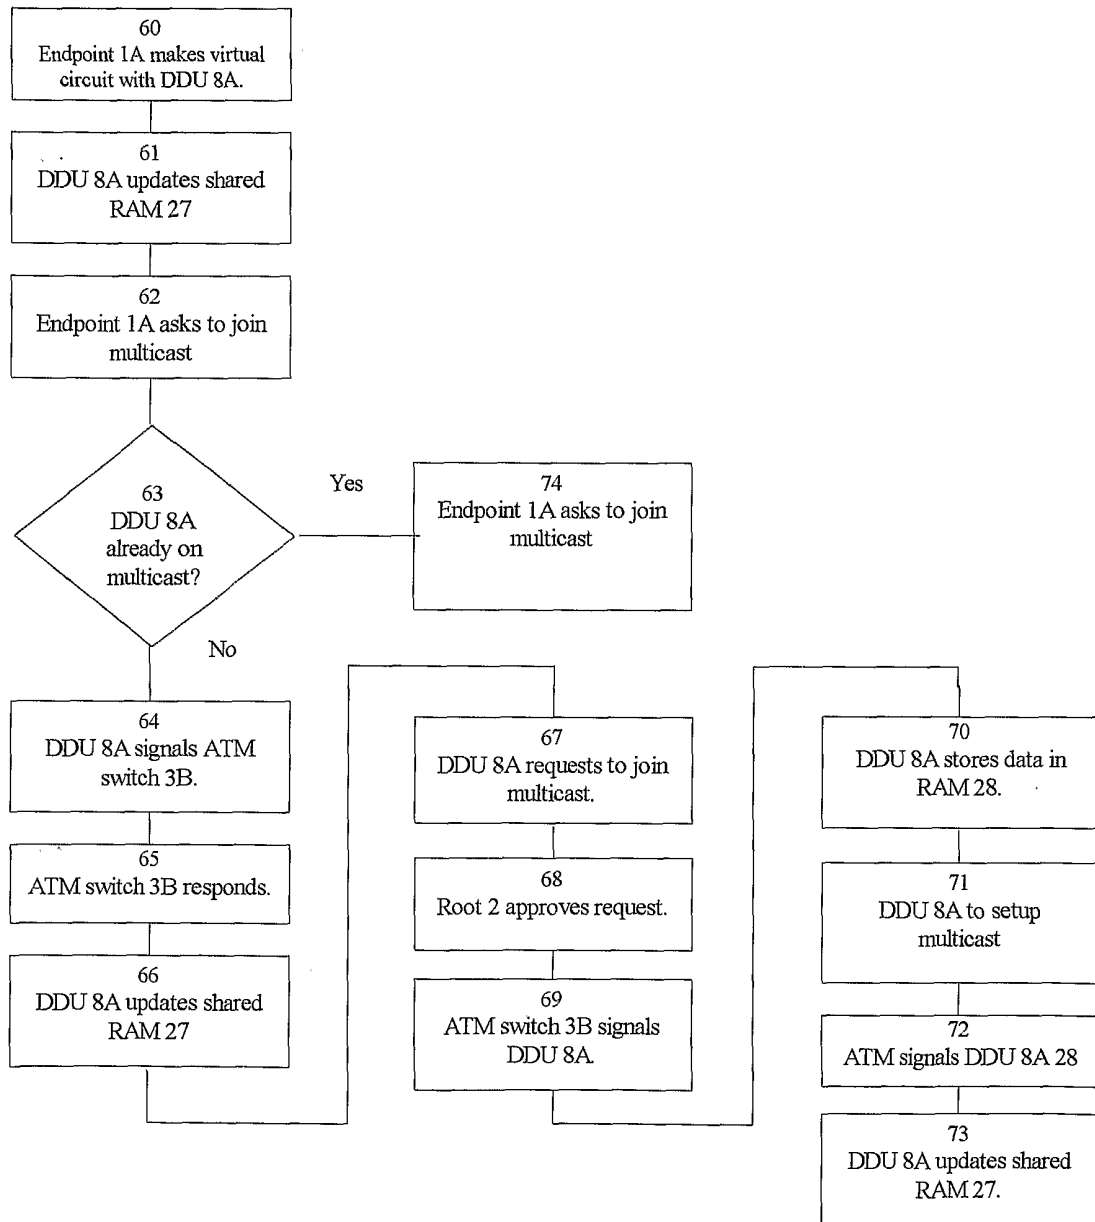 60
Endpoint 1A makes virtual
circuit with DDU 8A.
61
DDU 8A updates shared
RAM 27
62
Endpoint 1A asks to join
multicast
63
DDU 8A
already on
multicast?
Yes
74
Endpoint 1A asks to join
multicast
No
64
DDU 8A signals ATM
switch 3B.
65
ATM switch 3B responds.
66
DDU 8A updates shared
RAM 27
67
DDU 8A requests to join
multicast.
68
Root 2 approves request.
69
ATM switch 3B signals
DDU 8A.
70
DDU 8A stores data in
RAM 28.
71
DDU 8A to setup
multicast
72
ATM signals DDU 8A 28
73
DDU 8A updates shared
RAM 27.